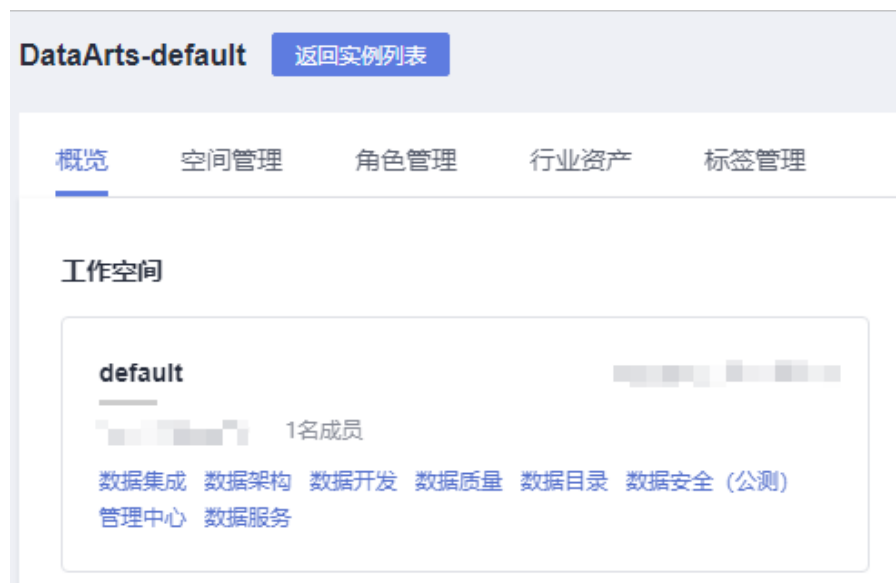 DataArts-default 返回实例列表
概览 空间管理 角色管理 行业资产 标签管理
工作空间
default
1名成员
数据集成 数据架构 数据开发 数据质量 数据目录 数据安全 (公测)
管理中心 数据服务